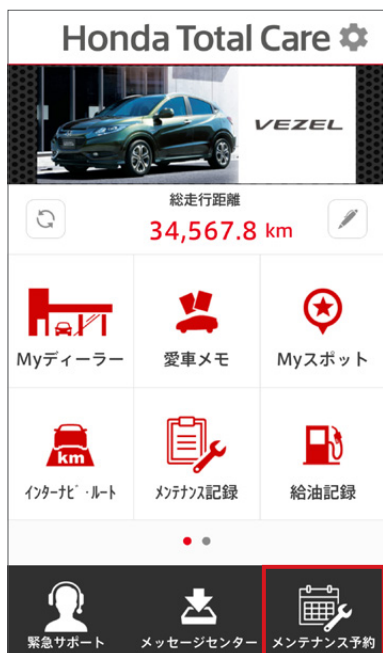 Honda Total Care
VEZEL
総走行距離
34,567.8 km
Myディーラー
愛車メモ
Myスポット
km
インターナビ・ルート
メンテナンス記録
給油記録
緊急サポート
メッセージセンター
メンテナンス予約